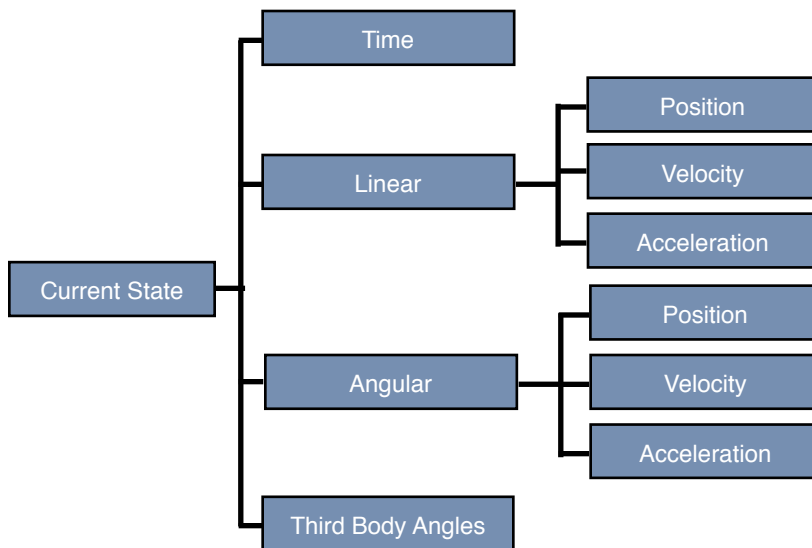 Time
Position
Linear
Velocity
Acceleration
Current State
Position
Angular
Velocity
Acceleration
Third Body Angles